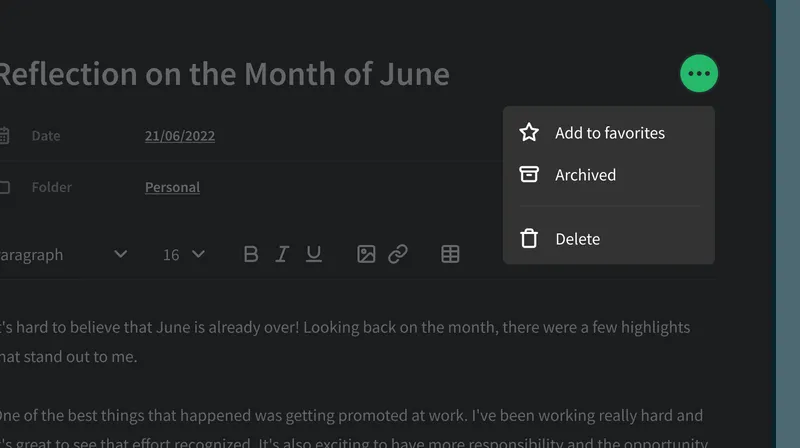 Reflection on the Month of June
Date 21/06/2022
Folder Personal
Add to favorites
Archived
Delete
aragraph 16 B I U
t's hard to believe that June is already over! Looking back on the month, there were a few highlights
hat stand out to me.
One of the best things that happened was getting promoted at work. I've been working really hard and
t's great to see that effort recognized. It's also exciting to have more responsibility and the opportunity